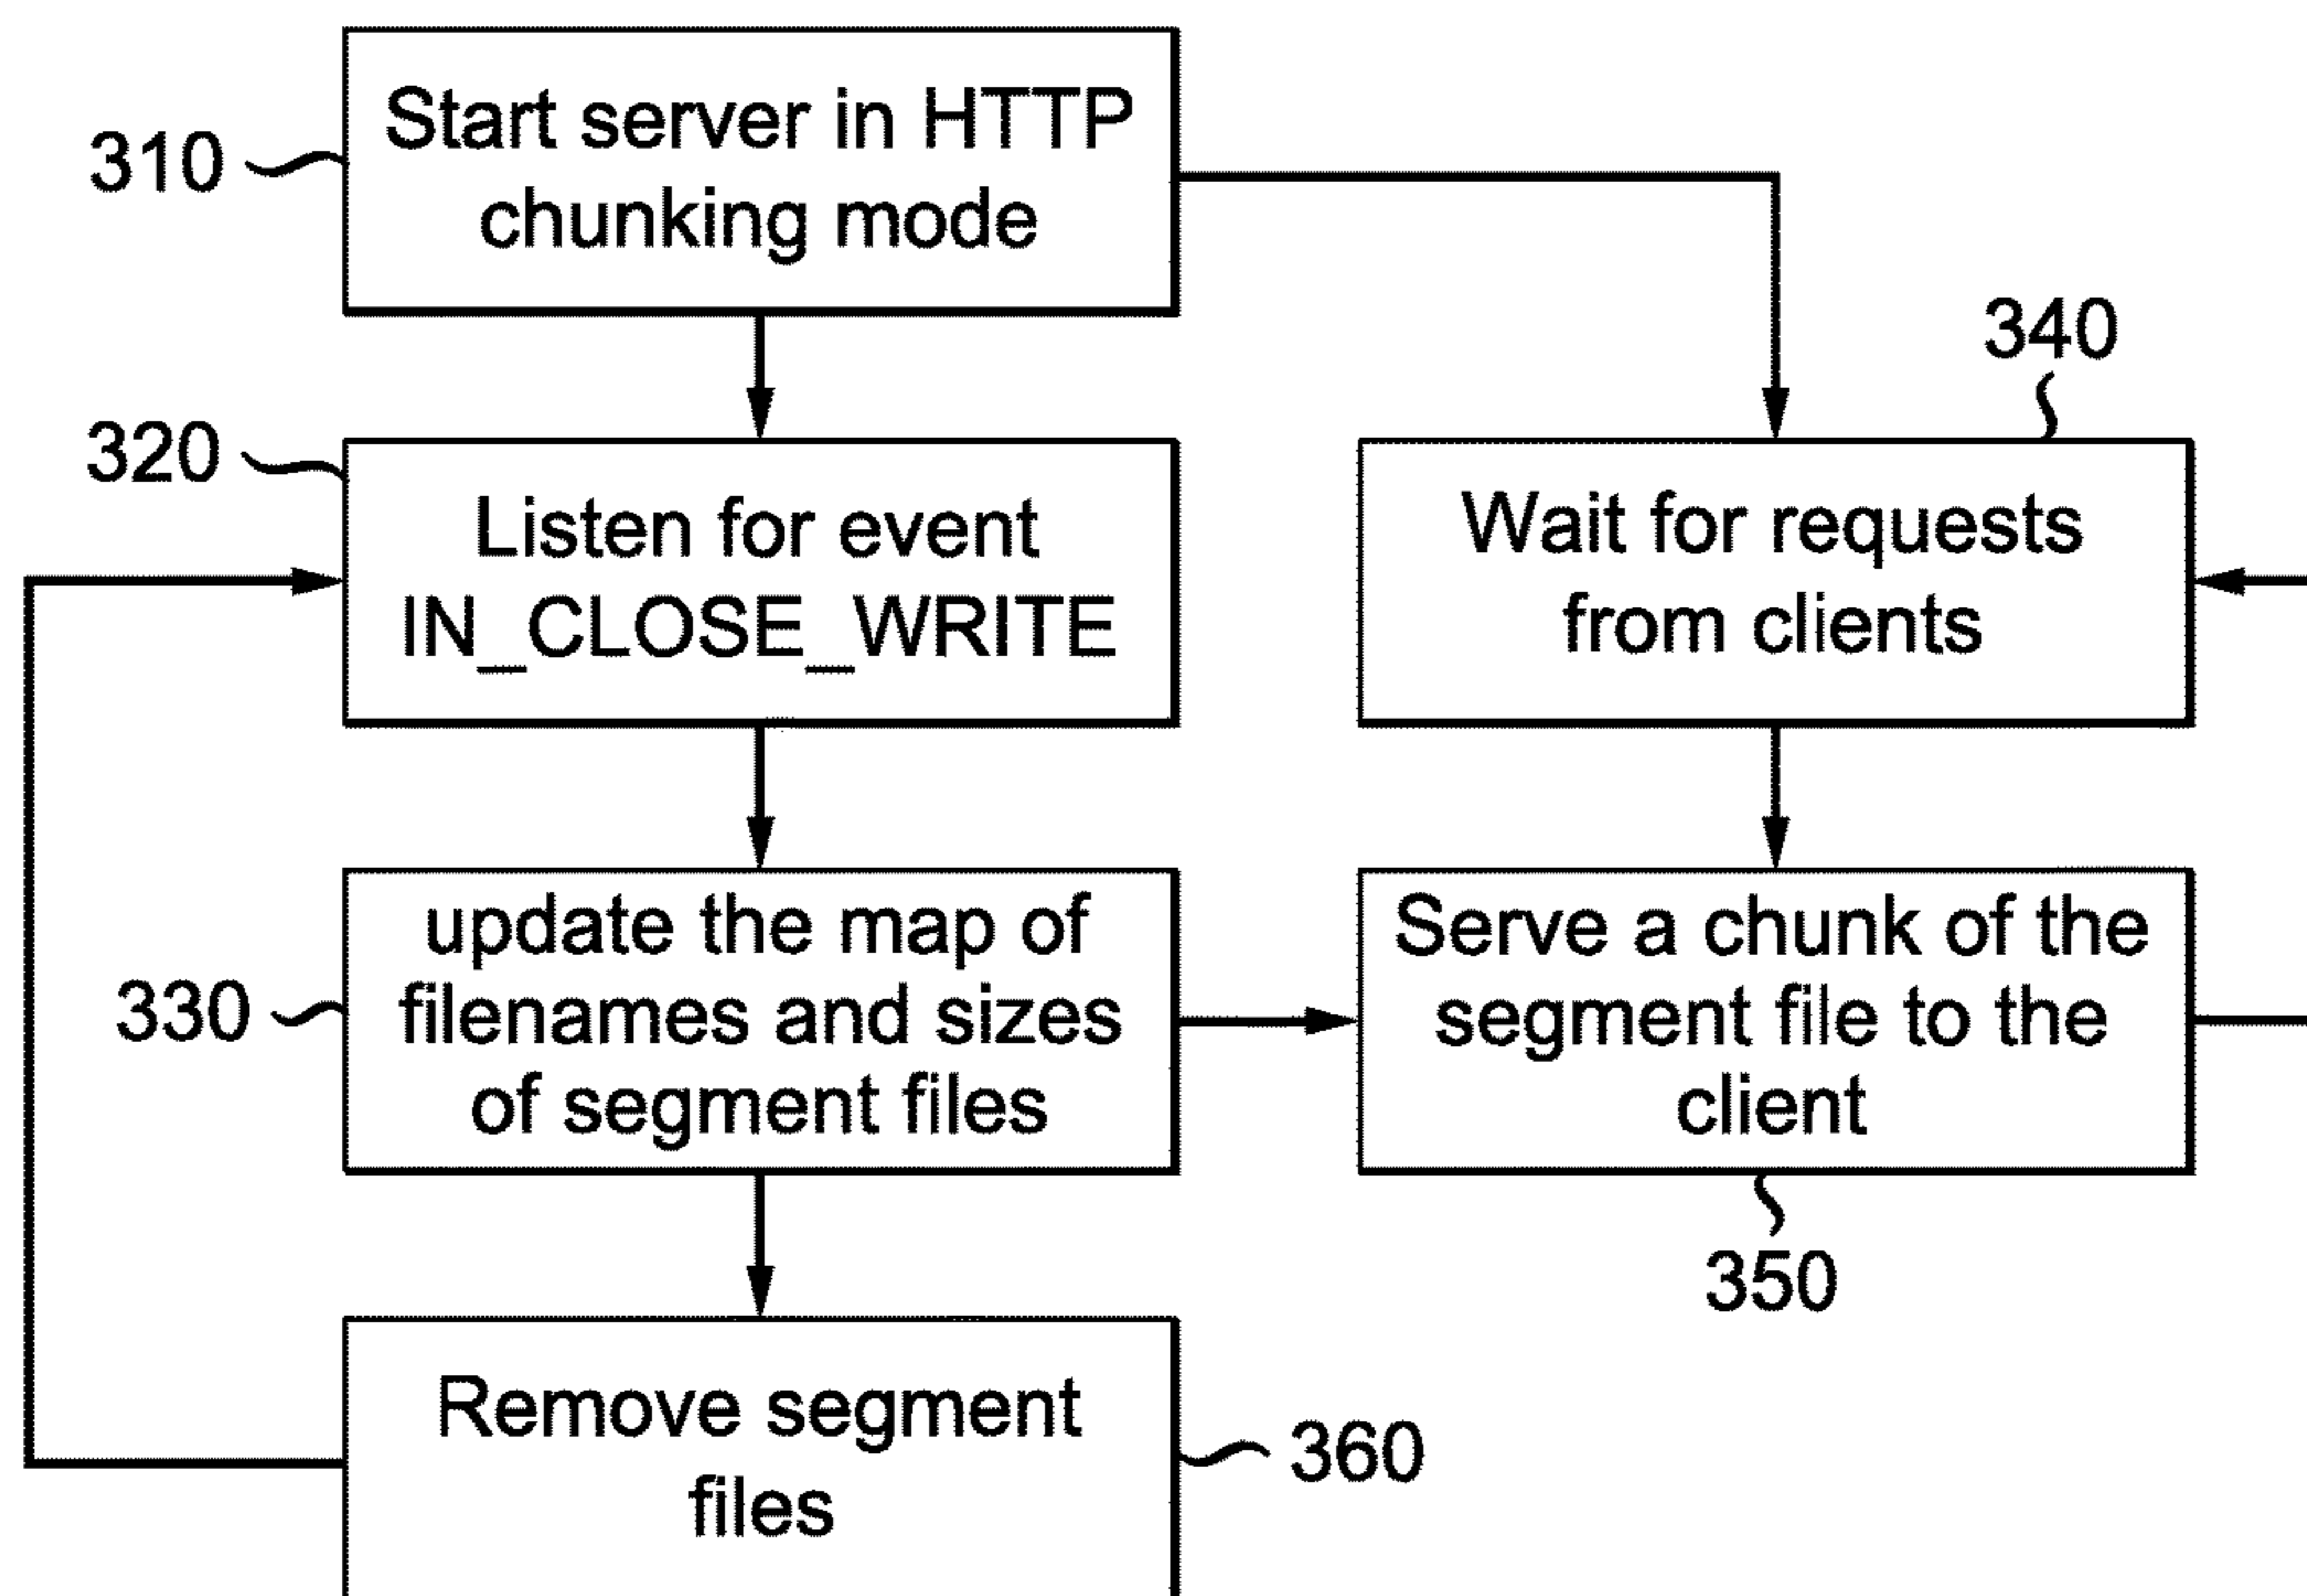 310
Start server in HTTP
chunking mode
320
Listen for event
IN_CLOSE_WRITE
340
Wait for requests
from clients
330
update the map of
filenames and sizes
of segment files
Serve a chunk of the
segment file to the
client
350
Remove segment
files
360